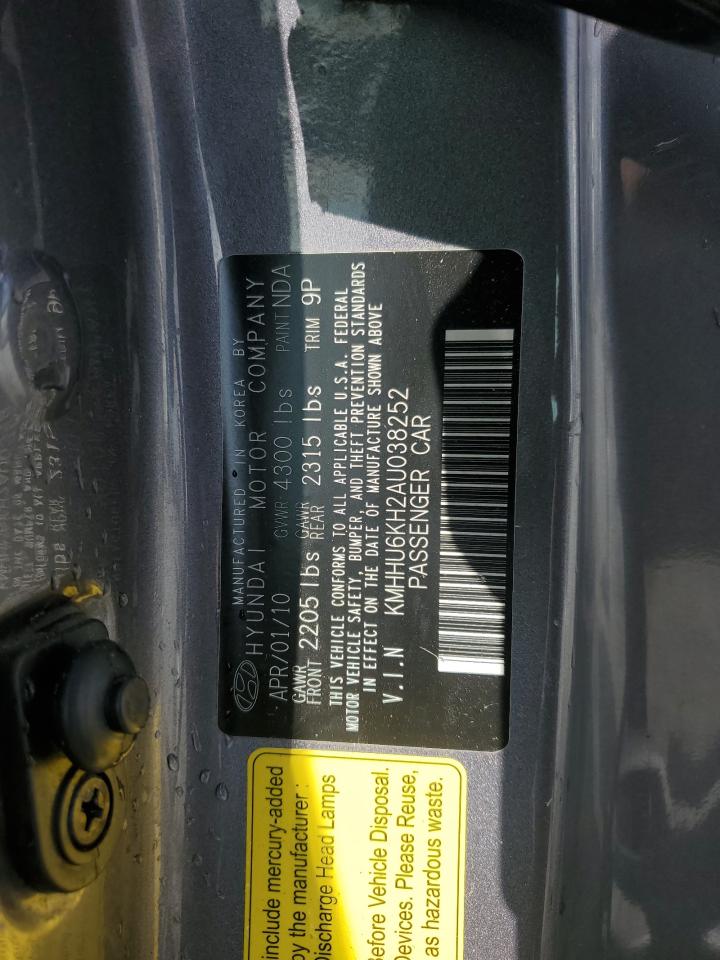 MANUFACTURED IN KOREA BY
HYUNDAI MOTOR COMPANY
APR/01/10 GVWR 4300 lbs PAINT NDA
GAWR FRONT 2205 lbs GAWR REAR 2315 lbs TRIM 9P
THIS VEHICLE CONFORMS TO ALL APPLICABLE U.S.A. FEDERAL
MOTOR VEHICLE SAFETY, BUMPER, AND THEFT PREVENTION STANDARDS
IN EFFECT ON THE DATE OF MANUFACTURE SHOWN ABOVE
V.I.N KMHHU6KH2AU038252
PASSENGER CAR
include mercury-added
by the manufacturer :
Discharge Head Lamps
Before Vehicle Disposal.
Devices. Please Reuse,
as hazardous waste.